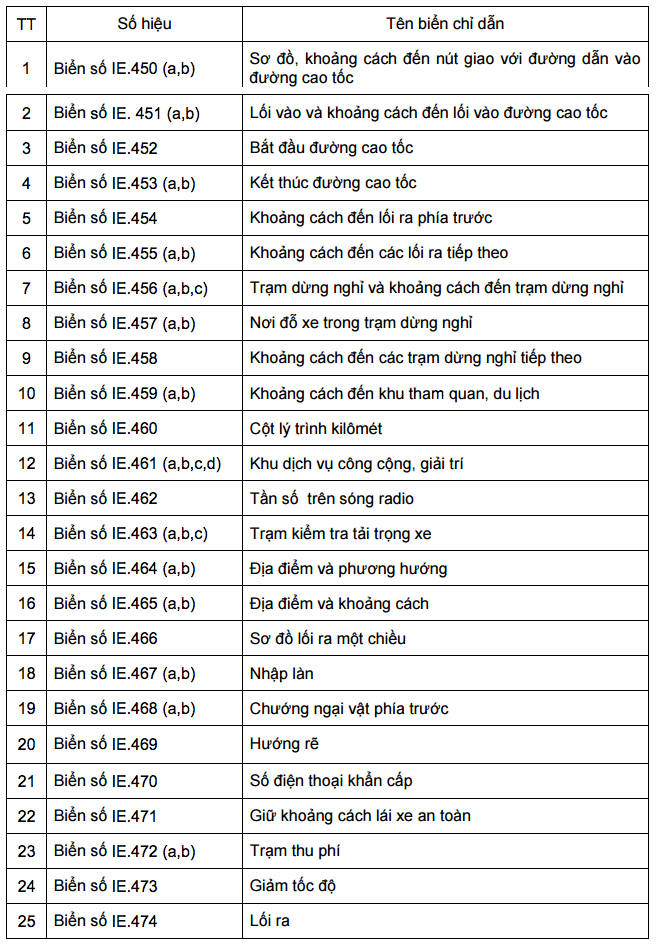 TT Số hiệu Tên biển chỉ dẫn
1 Biển số IE.450 (a,b) Sơ đồ, khoảng cách đến nút giao với đường dẫn vào
đường cao tốc
2 Biển số IE. 451 (a,b) Lối vào và khoảng cách đến lối vào đường cao tốc
3 Biển số IE.452 Bắt đầu đường cao tốc
4 Biển số IE.453 (a,b) Kết thúc đường cao tốc
5 Biển số IE.454 Khoảng cách đến lối ra phía trước
6 Biển số IE.455 (a,b) Khoảng cách đến các lối ra tiếp theo
7 Biển số IE.456 (a,b,c) Trạm dừng nghỉ và khoảng cách đến trạm dừng nghỉ
8 Biển số IE.457 (a,b) Nơi đỗ xe trong trạm dừng nghỉ
9 Biển số IE.458 Khoảng cách đến các trạm dừng nghỉ tiếp theo
10 Biển số IE.459 (a,b) Khoảng cách đến khu tham quan, du lịch
11 Biển số IE.460 Cột lý trình kilômét
12 Biển số IE.461 (a,b,c,d) Khu dịch vụ công cộng, giải trí
13 Biển số IE.462 Tần số trên sóng radio
14 Biển số IE.463 (a,b,c) Trạm kiểm tra tải trọng xe
15 Biển số IE.464 (a,b) Địa điểm và phương hướng
16 Biển số IE.465 (a,b) Địa điểm và khoảng cách
17 Biển số IE.466 Sơ đồ lối ra một chiều
18 Biển số IE.467 (a,b) Nhập làn
19 Biển số IE.468 (a,b) Chướng ngại vật phía trước
20 Biển số IE.469 Hướng rẽ
21 Biển số IE.470 Số điện thoại khẩn cấp
22 Biển số IE.471 Giữ khoảng cách lái xe an toàn
23 Biển số IE.472 (a,b) Trạm thu phí
24 Biển số IE.473 Giảm tốc độ
25 Biển số IE.474 Lối ra